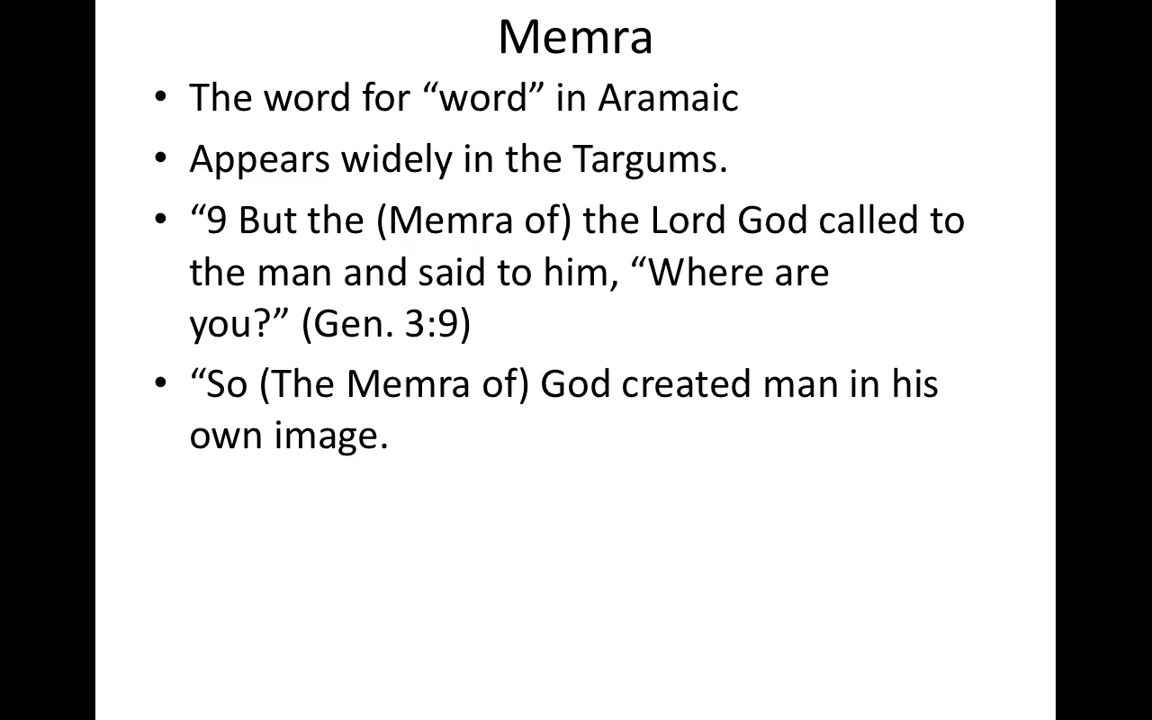 Memra
• The word for “word” in Aramaic
• Appears widely in the Targums.
• “9 But the (Memra of) the Lord God called to
the man and said to him, “Where are
you?” (Gen. 3:9)
• “So (The Memra of) God created man in his
own image.